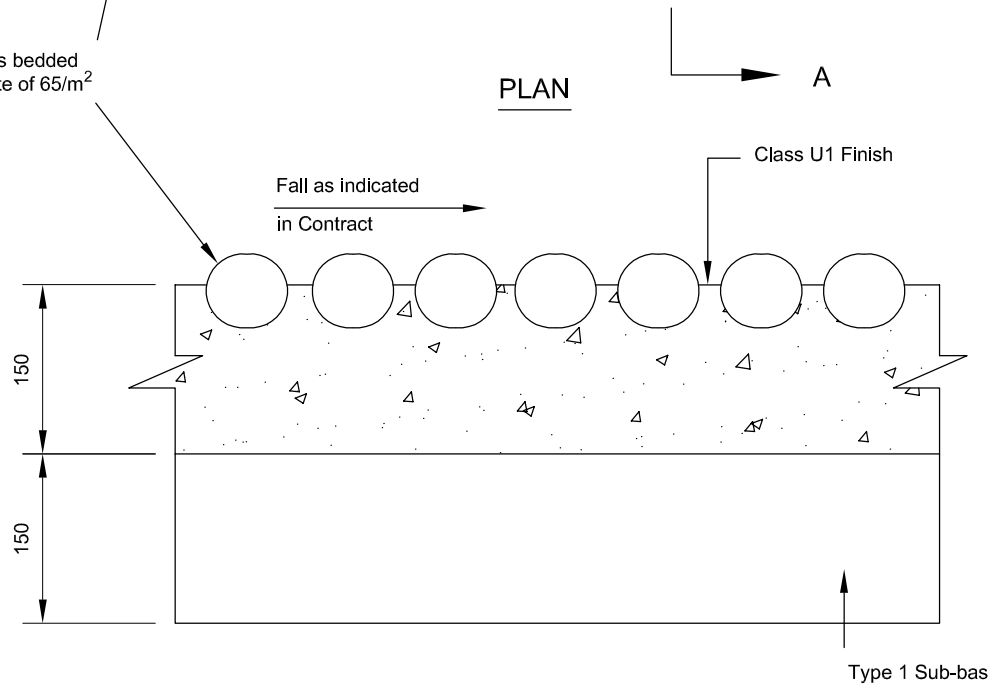 s bedded
te of 65/m²
PLAN
A
Class U1 Finish
Fall as indicated
in Contract
150
150
Type 1 Sub-bas